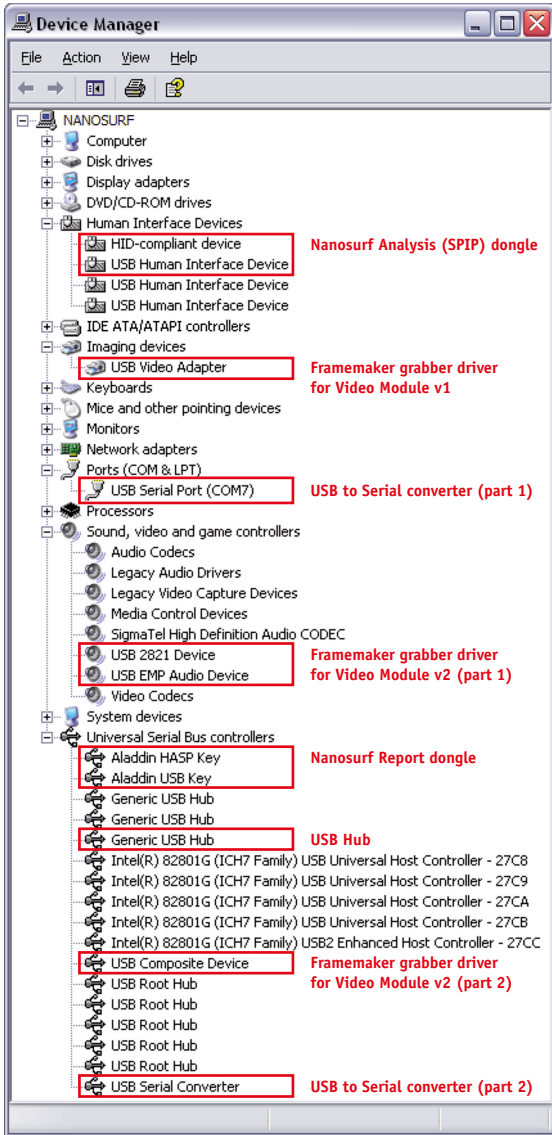 Device Manager
File Action View Help
NANOSURF
Computer
Disk drives
Display adapters
DVD/CD-ROM drives
Human Interface Devices
HID-compliant device Nanosurf Analysis (SPIP) dongle
USB Human Interface Device
USB Human Interface Device
USB Human Interface Device
IDE ATA/ATAPI controllers
Imaging devices
USB Video Adapter Framemaker grabber driver
Keyboards for Video Module v1
Mice and other pointing devices
Monitors
Network adapters
Ports (COM & LPT)
USB Serial Port (COM7) USB to Serial converter (part 1)
Processors
Sound, video and game controllers
Audio Codecs
Legacy Audio Drivers
Legacy Video Capture Devices
Media Control Devices
SigmaTel High Definition Audio CODEC
USB 2821 Device Framemaker grabber driver
USB EMP Audio Device for Video Module v2 (part 1)
Video Codecs
System devices
Universal Serial Bus controllers
Aladdin HASP Key Nanosurf Report dongle
Aladdin USB Key
Generic USB Hub
Generic USB Hub
Generic USB Hub USB Hub
Intel(R) 82801G (ICH7 Family) USB Universal Host Controller - 27C8
Intel(R) 82801G (ICH7 Family) USB Universal Host Controller - 27C9
Intel(R) 82801G (ICH7 Family) USB Universal Host Controller - 27CA
Intel(R) 82801G (ICH7 Family) USB Universal Host Controller - 27CB
Intel(R) 82801G (ICH7 Family) USB2 Enhanced Host Controller - 27CC
USB Composite Device Framemaker grabber driver
USB Root Hub for Video Module v2 (part 2)
USB Root Hub
USB Root Hub
USB Root Hub
USB Root Hub
USB Serial Converter USB to Serial converter (part 2)